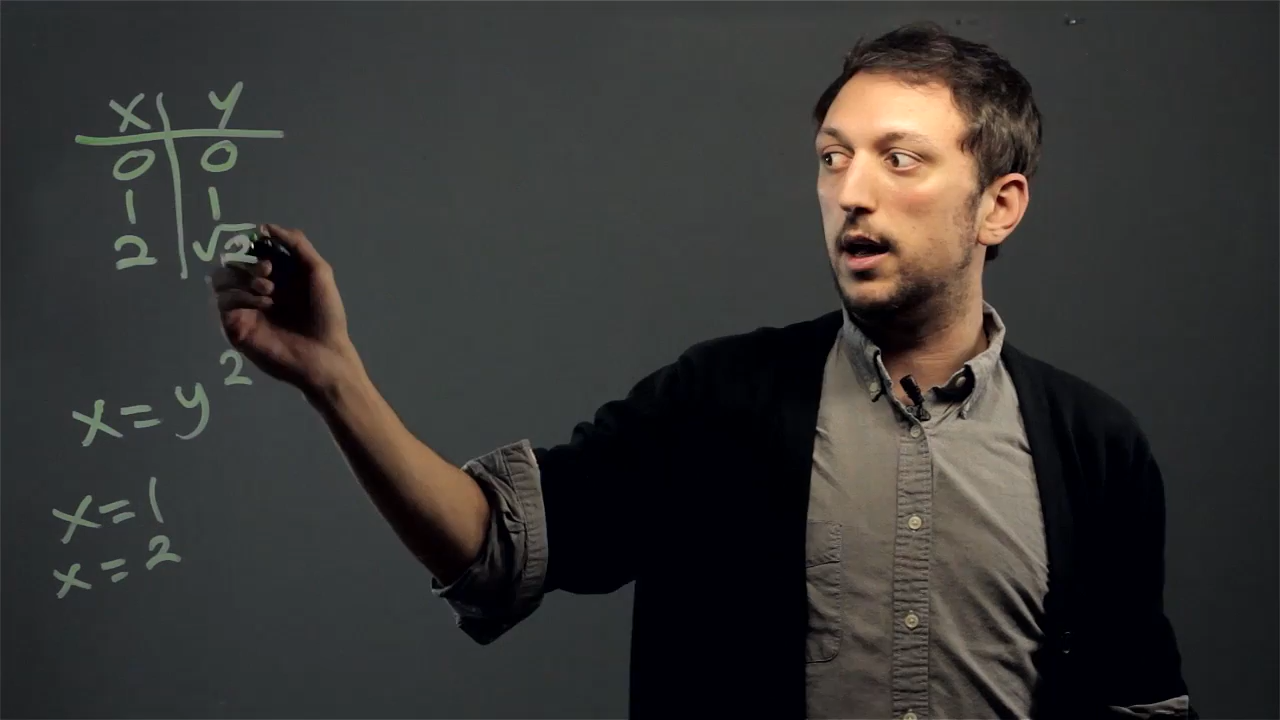 x y
0 0
1 1
2 √2
x = y²
x = 1
x = 2